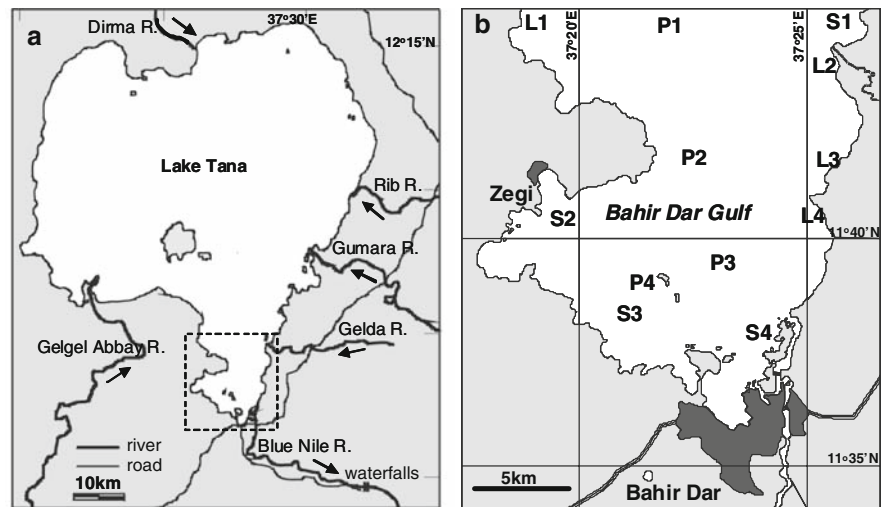 a
Dirma R.
37°30'E
12°15'N
Lake Tana
Rib R.
Gumara R.
Gelgel Abbay R.
Gelda R.
Blue Nile R.
waterfalls
river
road
10km
b
L1
37°20'E
P1
37°25'E
S1
L2
P2
L3
Zegi
S2
Bahir Dar Gulf
L4
11°40'N
P3
P4
S3
S4
11°35'N
5km
Bahir Dar